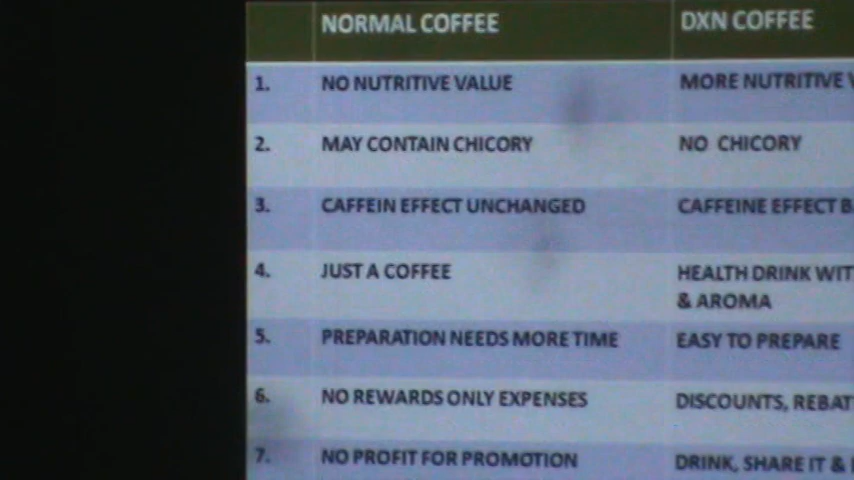 NORMAL COFFEE DXN COFFEE
1. NO NUTRITIVE VALUE MORE NUTRITIVE
2. MAY CONTAIN CHICORY NO CHICORY
3. CAFFEIN EFFECT UNCHANGED CAFFEINE EFFECT
4. JUST A COFFEE HEALTH DRINK
& AROMA
5. PREPARATION NEEDS MORE TIME EASY TO PREPARE
6. NO REWARDS ONLY EXPENSES DISCOUNTS,
7. NO PROFIT FOR PROMOTION DRINK, SHARE IT &